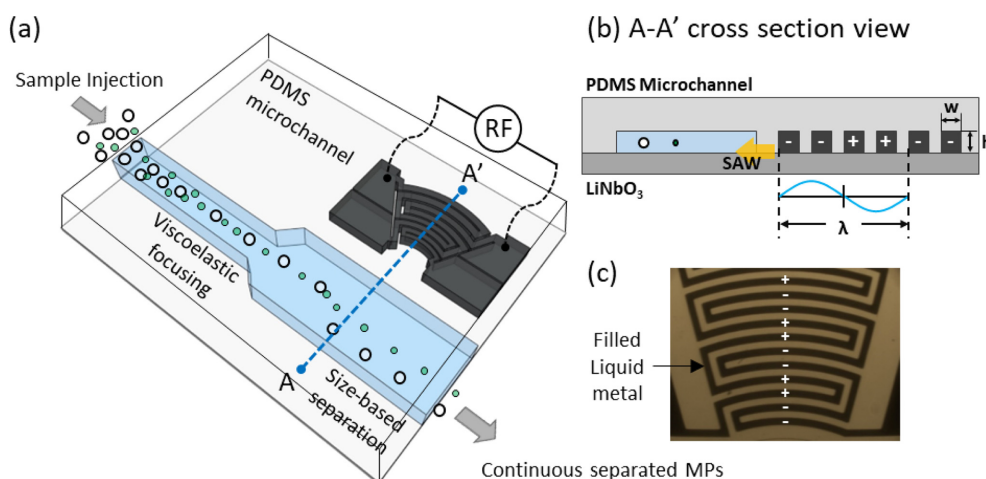 (a)
Sample Injection
PDMS
microchannel
RF
A'
Viscoelastic
focusing
A
Size-based
separation
Continuous separated MPs
(b) A-A’ cross section view
PDMS Microchannel
w
- - + + - -
SAW
LiNbO3
λ
(c)
Filled
Liquid
metal
+
-
-
+
+
-
-
+
+
-
-